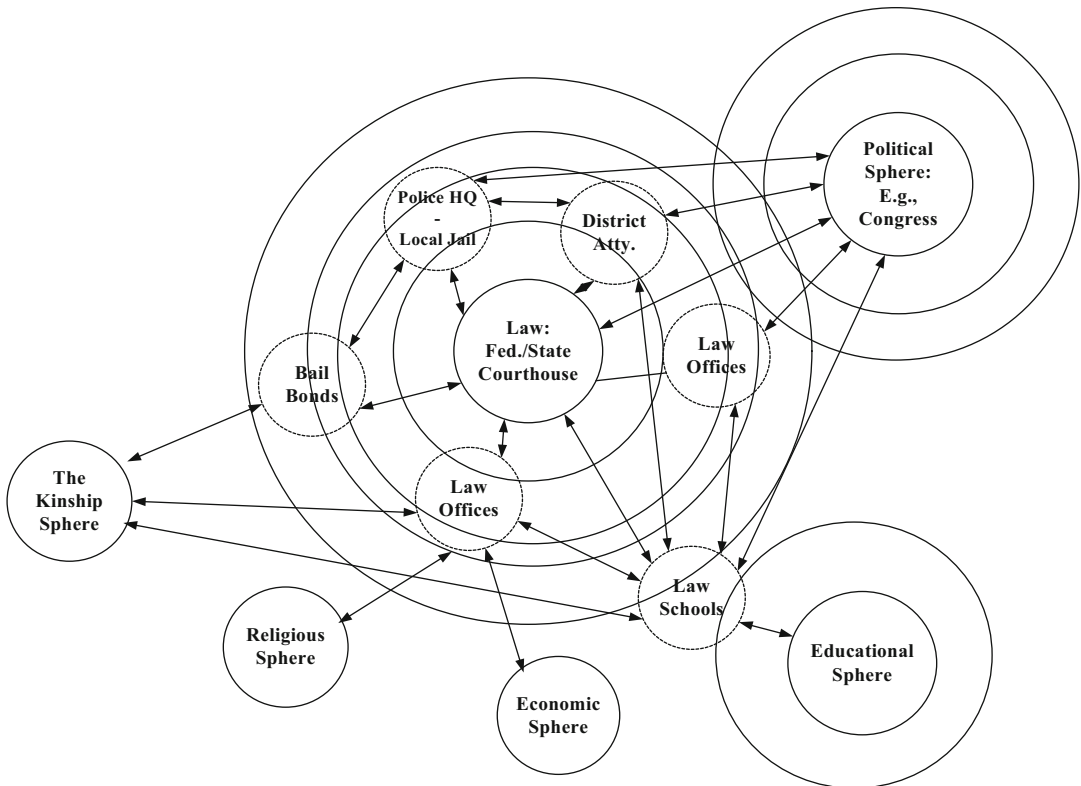 Political
Sphere:
E.g.,
Congress
Police HQ
-
Local Jail
District
Atty.
Law:
Fed./State
Courthouse
Law
Offices
Bail
Bonds
The
Kinship
Sphere
Law
Offices
Law
Schools
Religious
Sphere
Educational
Sphere
Economic
Sphere